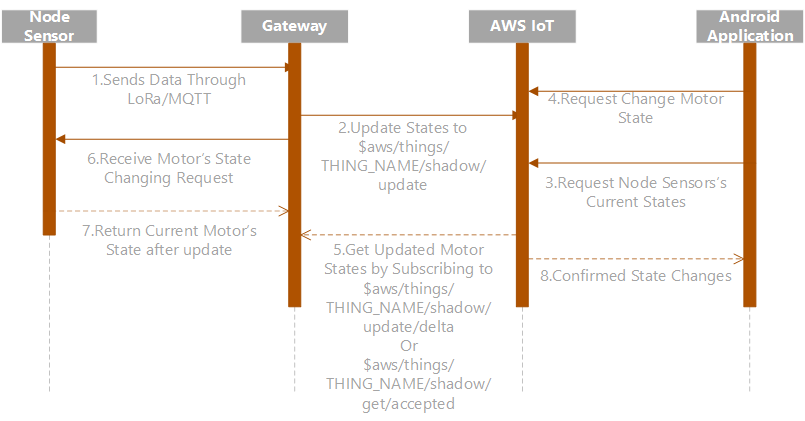 Node
Sensor
Gateway
AWS IoT
Android
Application
1.Sends Data Through
LoRa/MQTT
4.Request Change Motor
State
2.Update States to
$aws/things/
THING_NAME/shadow/
update
6.Receive Motor's State
Changing Request
3.Request Node Sensors's
Current States
7.Return Current Motor's
State after update
5.Get Updated Motor
States by Subscribing to
$aws/things/
THING_NAME/shadow/
update/delta
Or
$aws/things/
THING_NAME/shadow/
get/accepted
8.Confirmed State Changes